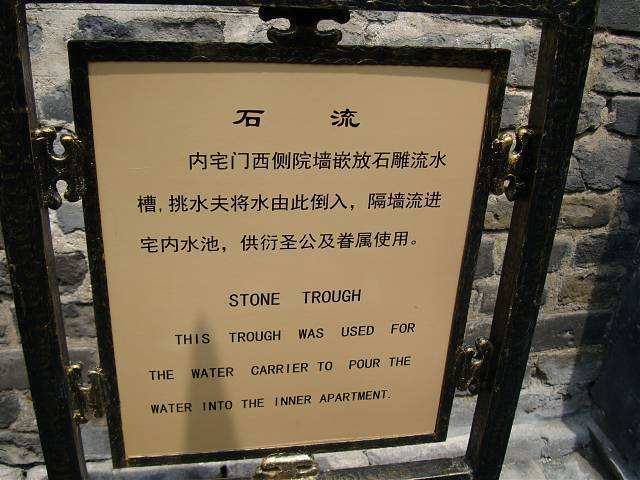 石 流
内宅门西侧院墙嵌放石雕流水
槽,挑水夫将水由此倒入，隔墙流进
宅内水池，供衍圣公及眷属使用。
STONE TROUGH
THIS TROUGH WAS USED FOR
THE WATER CARRIER TO POUR THE
WATER INTO THE INNER APARTMENT.